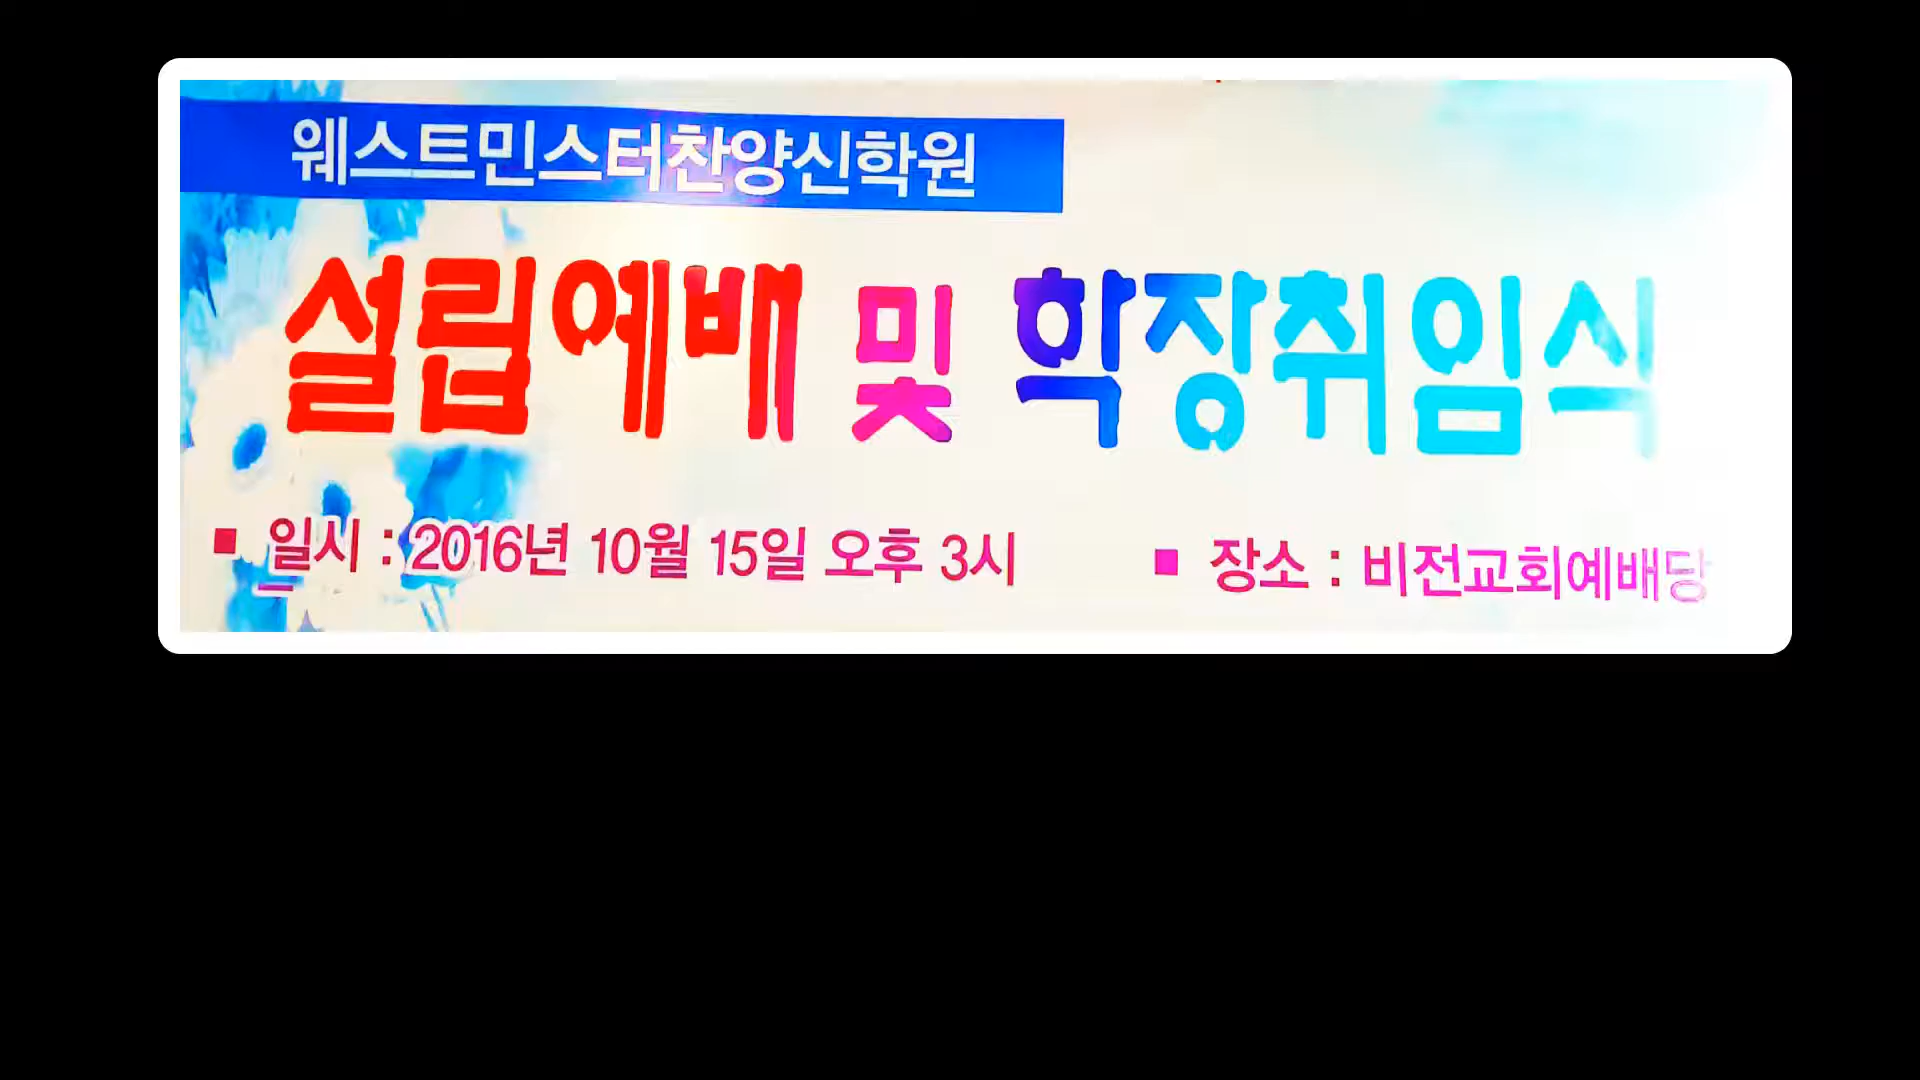 웨스트민스터찬양신학원
설립예배 및 학장취임식
■ 일시 : 2016년 10월 15일 오후 3시 ■ 장소 : 비전교회예배당